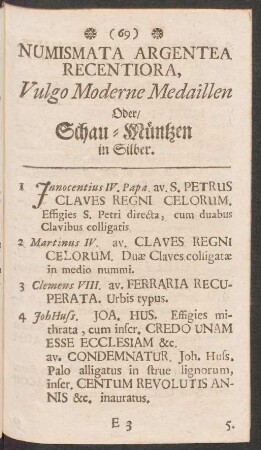 (69)
NUMISMATA ARGENTEA
RECENTIORA,
Vulgo Moderne Medaillen
Oder/
Schau-Müntzen
in Silber.
1 Innocentius IV. Papa. av. S. PETRUS
CLAVES REGNI CELORUM.
Effigies S. Petri directa, cum duabus
Clavibus colligatis
2 Martinus IV. av. CLAVES REGNI
CELORUM. Duæ Claves colligatæ
in medio nummi.
3 Clemens VIII. av. FERRARIA RECU-
PERATA. Urbis typus.
4 Joh Huſs. JOA. HUS. Effigies mi-
thrata, cum inſcr. CREDO UNAM
ESSE ECCLESIAM &c.
av. CONDEMNATUR. Joh. Huſs.
Palo alligatus in ſtrue lignorum,
inſcr. CENTUM REVOLUTIS AN-
NIS &c. inauratus.
E 3 5.